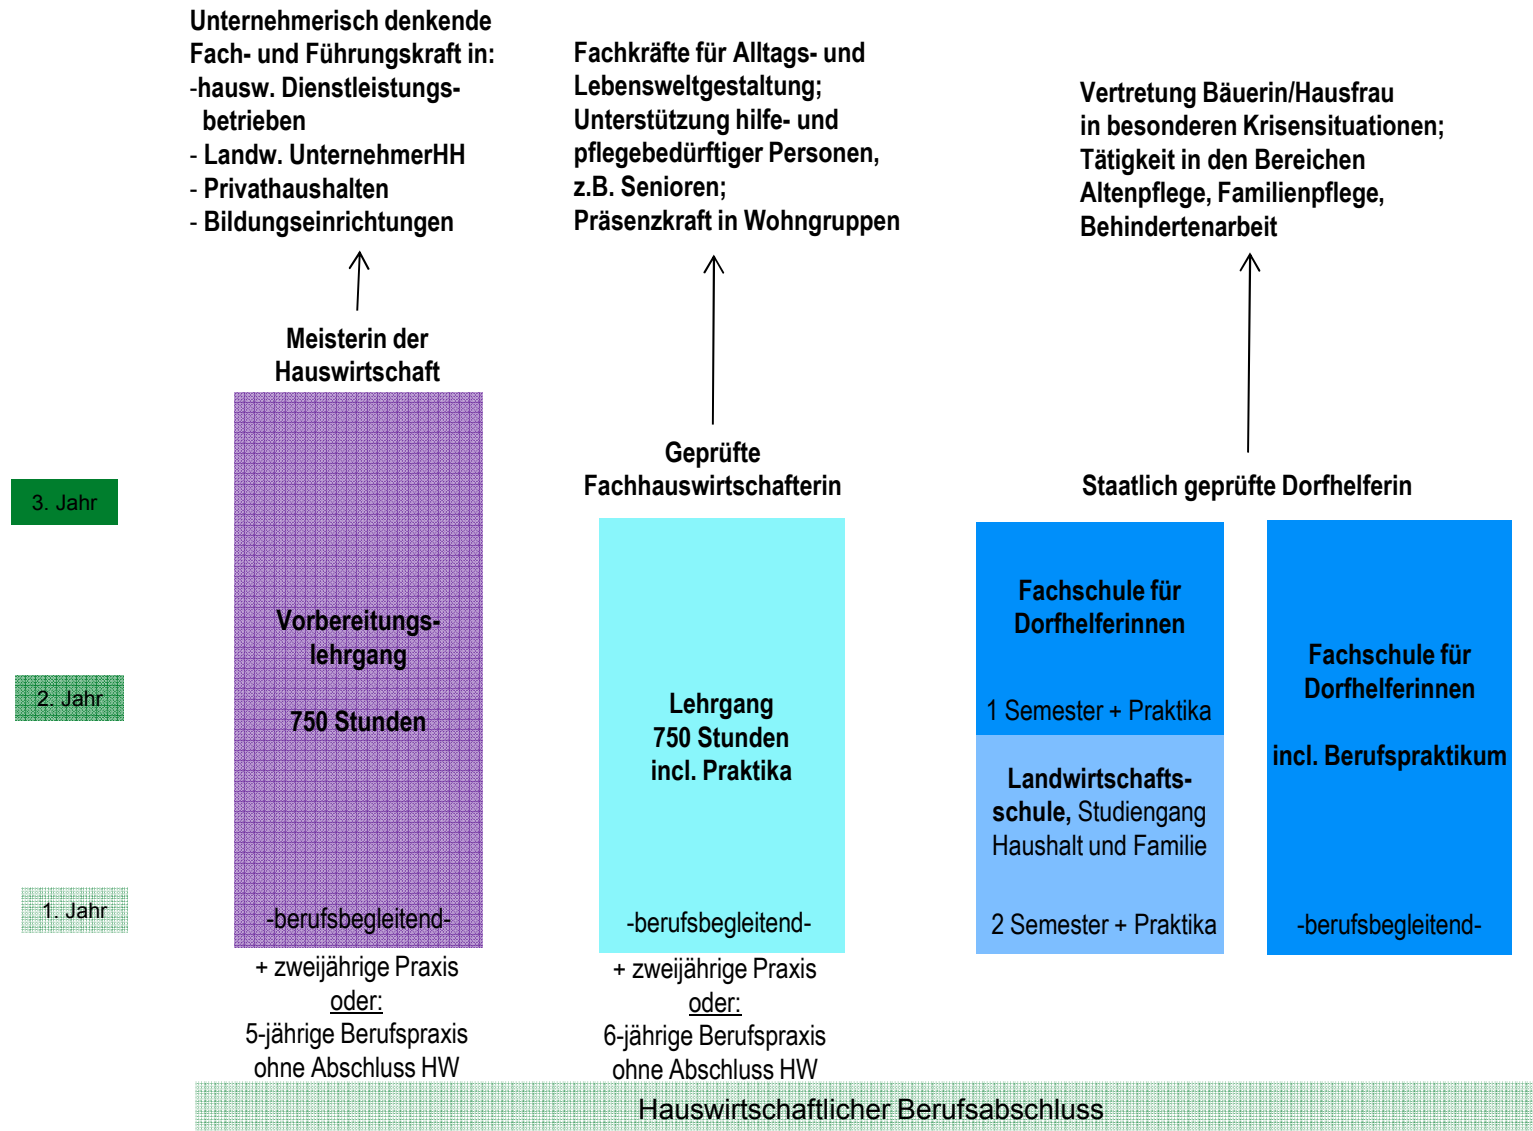 Unternehmerisch denkende
Fach- und Führungskraft in:
-hausw. Dienstleistungs-
betrieben
- Landw. UnternehmerHH
- Privathaushalten
- Bildungseinrichtungen
Fachkräfte für Alltags- und
Lebensweltgestaltung;
Unterstützung hilfe- und
pflegebedürftiger Personen,
z.B. Senioren;
Präsenzkraft in Wohngruppen
Vertretung Bäuerin/Hausfrau
in besonderen Krisensituationen;
Tätigkeit in den Bereichen
Altenpflege, Familienpflege,
Behindertenarbeit
Meisterin der
Hauswirtschaft
Geprüfte
Fachhauswirtschafterin
Staatlich geprüfte Dorfhelferin
3. Jahr
2. Jahr
1. Jahr
Vorbereitungs-
lehrgang
750 Stunden
-berufsbegleitend-
+ zweijährige Praxis
oder:
5-jährige Berufspraxis
ohne Abschluss HW
Lehrgang
750 Stunden
incl. Praktika
-berufsbegleitend-
+ zweijährige Praxis
oder:
6-jährige Berufspraxis
ohne Abschluss HW
Fachschule für
Dorfhelferinnen
1 Semester + Praktika
Landwirtschafts-
schule, Studiengang
Haushalt und Familie
2 Semester + Praktika
Fachschule für
Dorfhelferinnen
incl. Berufspraktikum
-berufsbegleitend-
Hauswirtschaftlicher Berufsabschluss